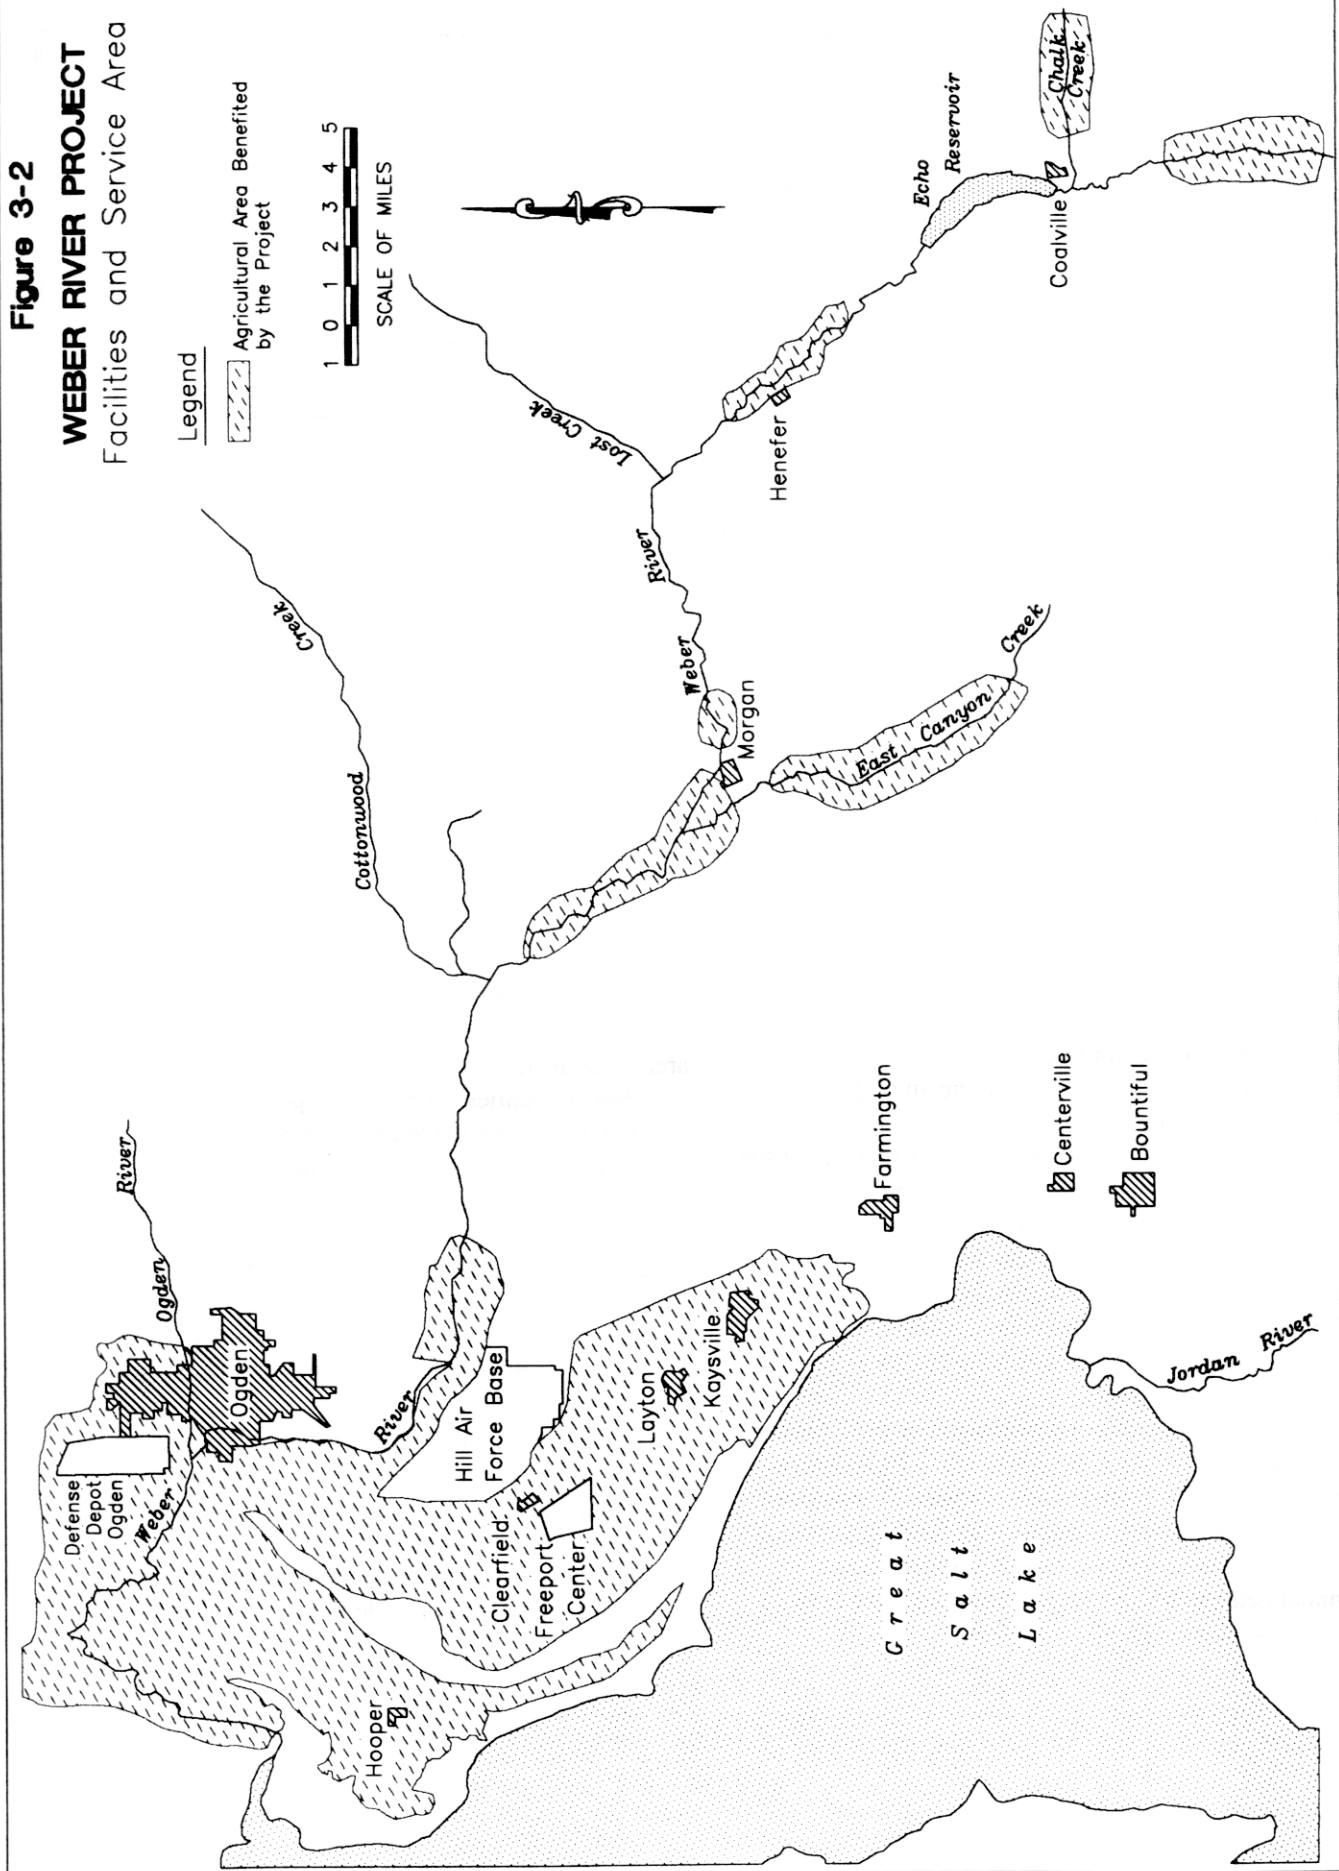 Figure 3-2
WEBER RIVER PROJECT
Facilities and Service Area
Legend
Agricultural Area Benefited
by the Project
1 0 1 2 3 4 5
SCALE OF MILES
Ogden
River
Defense
Depot
Ogden
Weber
Ogden
River
Hooper
Hill Air
Force Base
Clearfield
Freeport
Center
Layton
Kaysville
Farmington
Centerville
Bountiful
Great
Salt
Lake
Jordan River
Cottonwood
Creek
Lost Creek
Weber
River
Morgan
East Canyon
Creek
Henefer
Echo
Reservoir
Coalville
Chalk
Creek